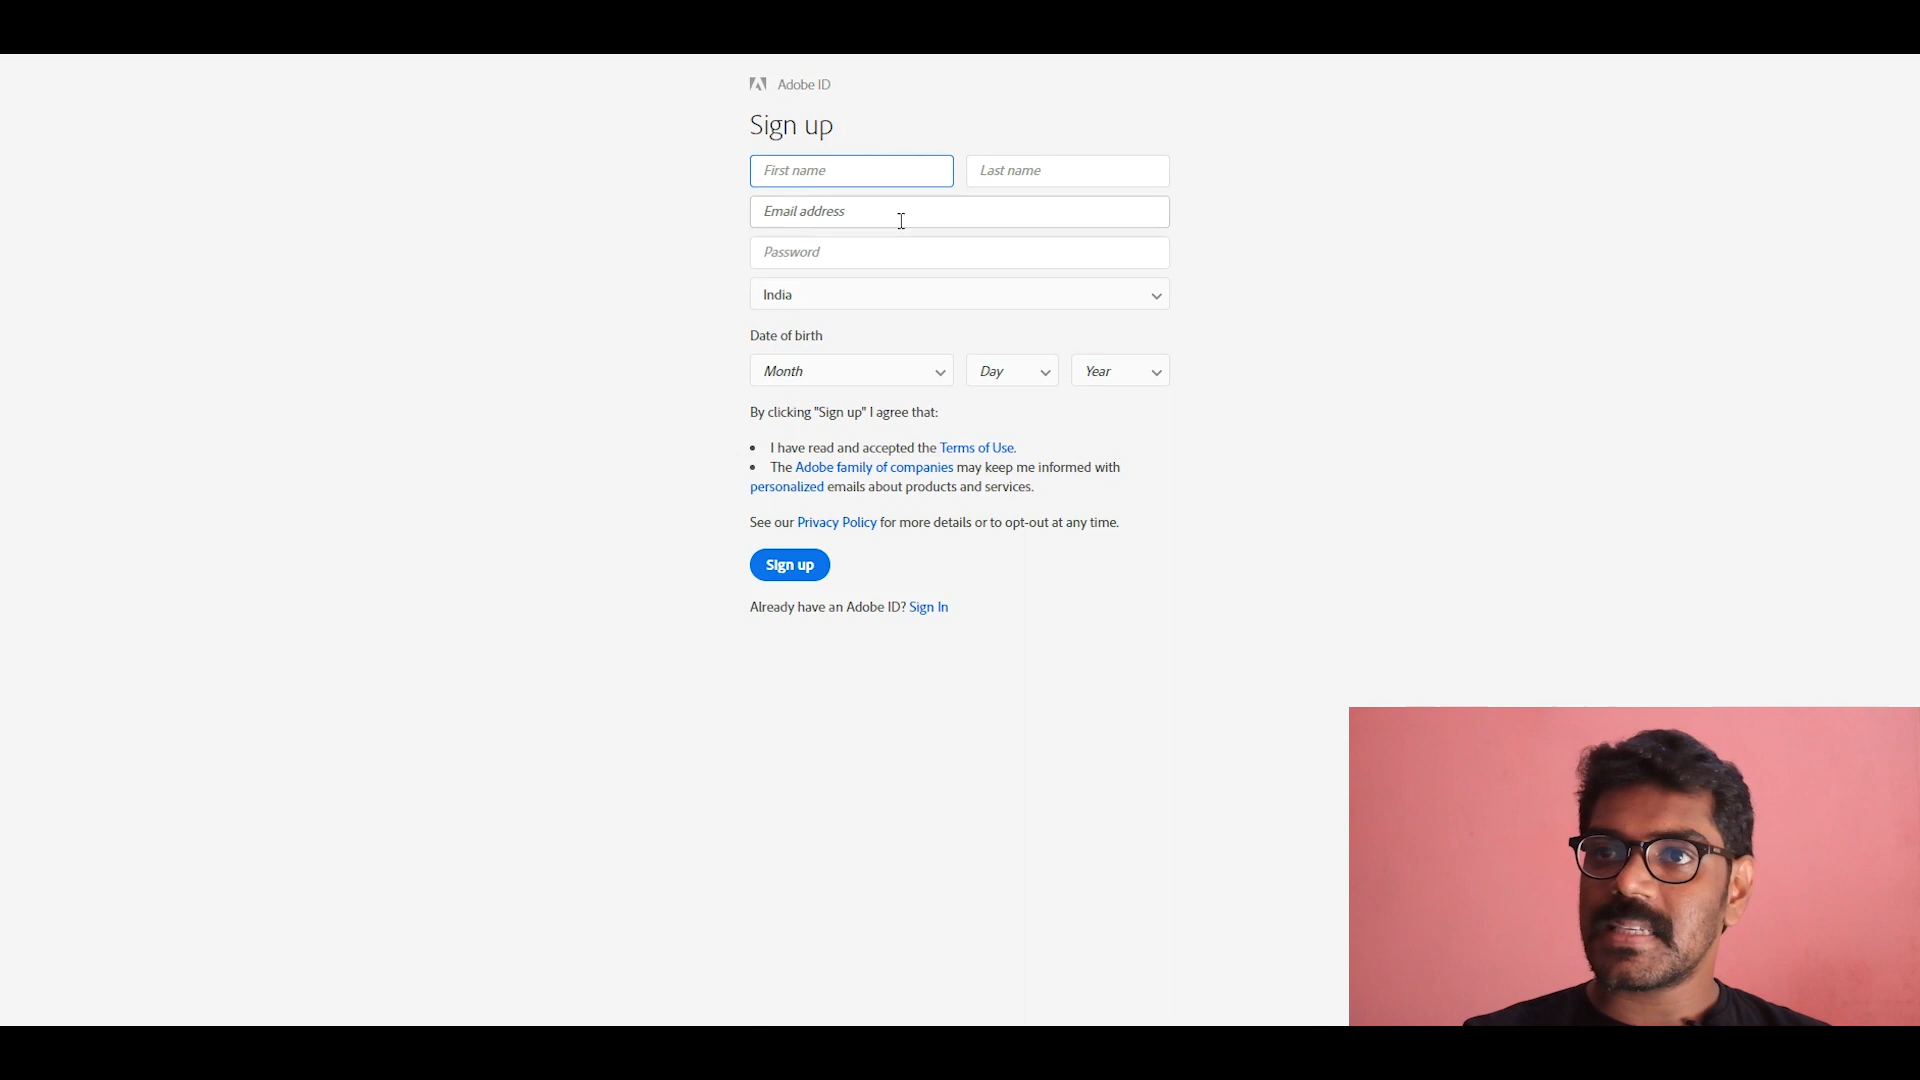 Adobe ID
Sign up
First name
Last name
Email address
Password
India
Date of birth
Month
Day
Year
By clicking "Sign up" I agree that:
• I have read and accepted the Terms of Use.
• The Adobe family of companies may keep me informed with
personalized emails about products and services.
See our Privacy Policy for more details or to opt-out at any time.
Sign up
Already have an Adobe ID? Sign In